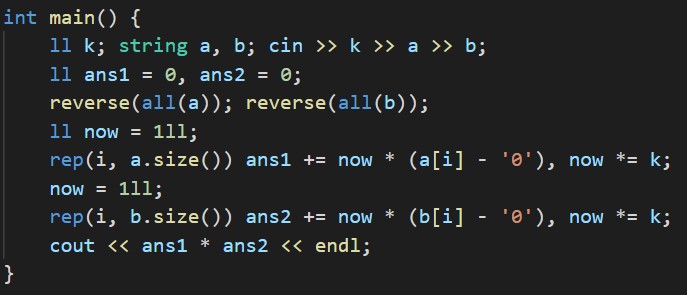 int main() {
    ll k; string a, b; cin >> k >> a >> b;
    ll ans1 = 0, ans2 = 0;
    reverse(all(a)); reverse(all(b));
    ll now = 1ll;
    rep(i, a.size()) ans1 += now * (a[i] - '0'), now *= k;
    now = 1ll;
    rep(i, b.size()) ans2 += now * (b[i] - '0'), now *= k;
    cout << ans1 * ans2 << endl;
}